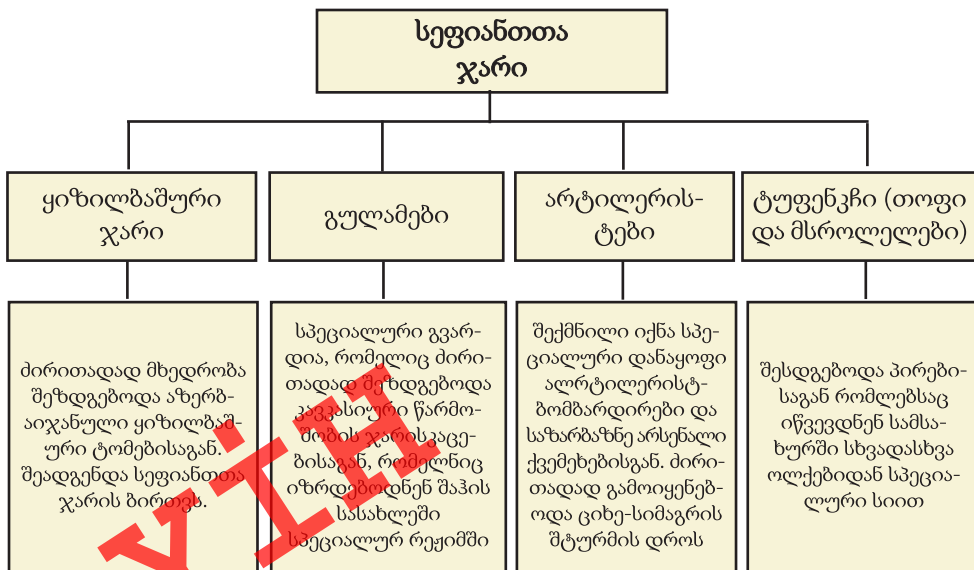 სეფიანთთა
ჯარი
ყიზილბაშური
ჯარი
გულამები
არტილერის-
ტები
ტუფენკჩი (თოფი
და მსროლელები)
ძირითადად მხედრობა
შეზდგებოდა აზერბ-
აიჯანული ყიზილბაშ-
ური ტომებისაგან.
შეადგენდა სეფიანთთა
ჯარის ბირთვს.
სპეციალური გვარ-
დია, რომელიც ძირი-
თადად შეზდგებოდა
კავკასიური წარმო-
შობის ჯარისკაცე-
ბისაგან, რომელნიც
იზრდებოდნენ შაჰის
სასახლეში
სპეციალურ რეჟიმში
შექმნილი იქნა სპე-
ციალური დანაყოფი
ალრტილერისტ-
ბომბარდირები და
საზარბაზნე არსენალი
ქვემეხებისგან. ძირი-
თადად გამოიყენებ-
ოდა ციხე-სიმაგრის
შტურმის დროს
შესდგებოდა პირები-
საგან რომლებსაც
იწვევდნენ სამსა-
ხურში სხვადასხვა
ოლქებიდან სპეცია-
ლური სიით
YİH